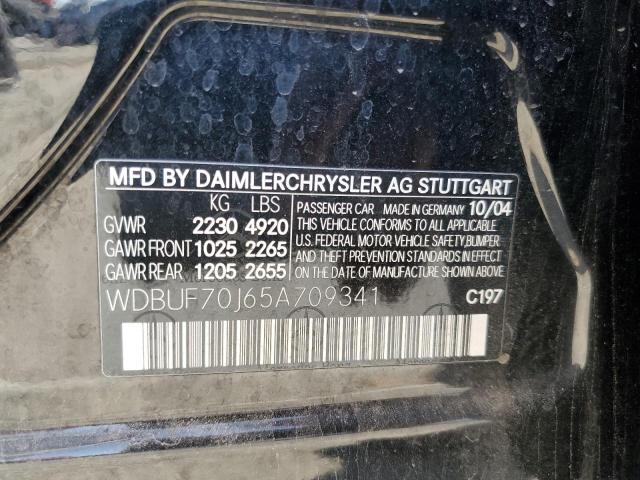 MFD BY DAIMLERCHRYSLER AG STUTTGART
KG LBS
GVWR 2230 4920
GAWR FRONT 1025 2265
GAWR REAR 1205 2655
PASSENGER CAR MADE IN GERMANY 10/04
THIS VEHICLE CONFORMS TO ALL APPLICABLE
U.S. FEDERAL MOTOR VEHICLE SAFETY, BUMPER
AND THEFT PREVENTION STANDARDS IN EFFECT
ON THE DATE OF MANUFACTURE SHOWN ABOVE.
WDBUF70J65A709341 C197